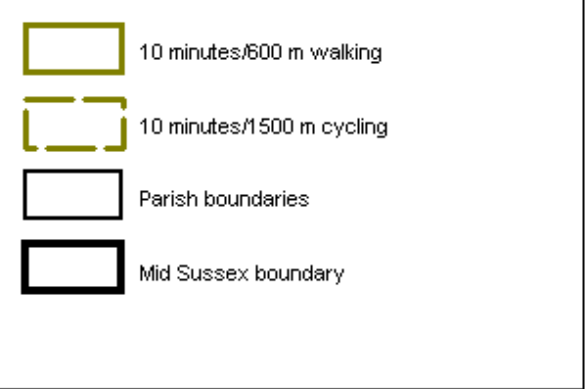 10 minutes/600 m walking
10 minutes/1500 m cycling
Parish boundaries
Mid Sussex boundary